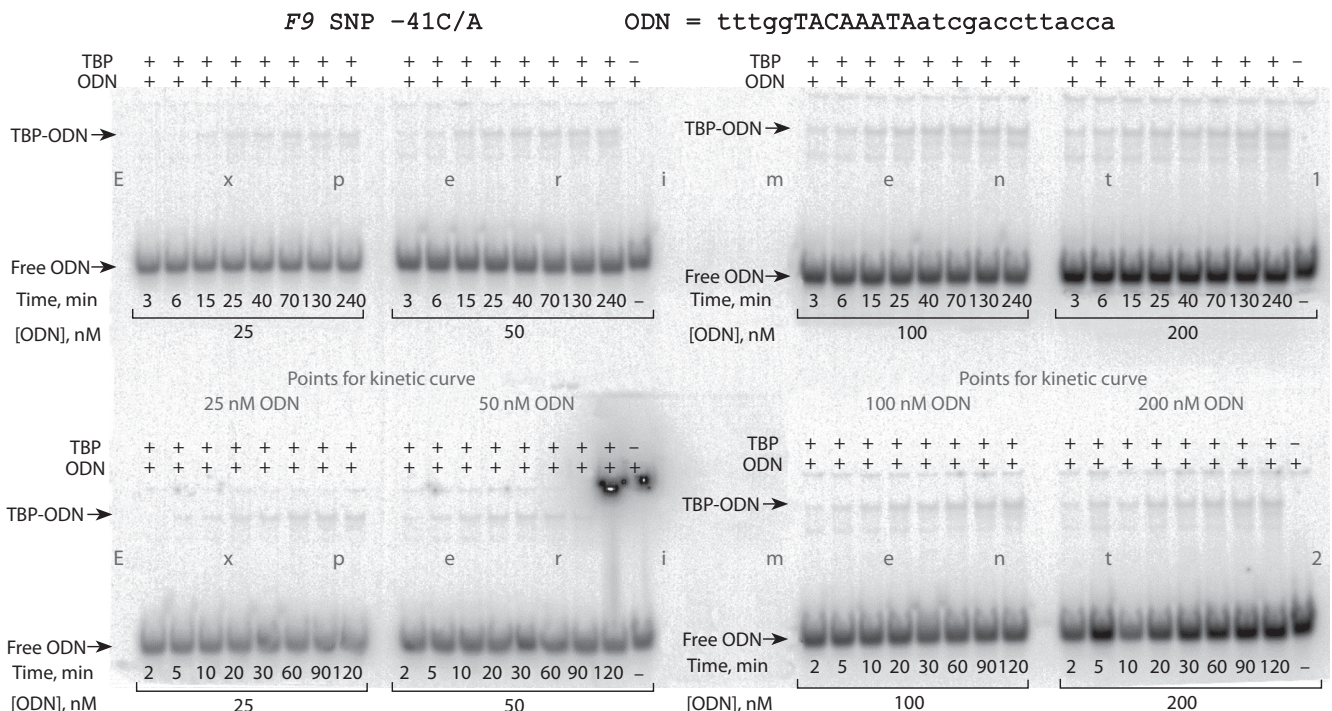 F9 SNP –41C/A ODN = tttggTACAAATAatcgaccttacca
TBP + + + + + + + + + + + + + + + + – + + + + + + + + + + + + + + + + –
ODN + + + + + + + + + + + + + + + + + + + + + + + + + + + + + + + + + +
TBP-ODN TBP-ODN
E x p e r i m e n t 1
Free ODN Free ODN
Time, min 3 6 15 25 40 70 130 240 3 6 15 25 40 70 130 240 – Time, min 3 6 15 25 40 70 130 240 3 6 15 25 40 70 130 240 –
[ODN], nM 25 50 [ODN], nM 100 200
Points for kinetic curve Points for kinetic curve
25 nM ODN 50 nM ODN 100 nM ODN 200 nM ODN
TBP + + + + + + + + + + + + + + + + – TBP + + + + + + + + + + + + + + + + –
ODN + + + + + + + + + + + + + + + + + ODN + + + + + + + + + + + + + + + + +
TBP-ODN TBP-ODN
E x p e r i m e n t 2
Free ODN Free ODN
Time, min 2 5 10 20 30 60 90 120 2 5 10 20 30 60 90 120 – Time, min 2 5 10 20 30 60 90 120 2 5 10 20 30 60 90 120 –
[ODN], nM 25 50 [ODN], nM 100 200